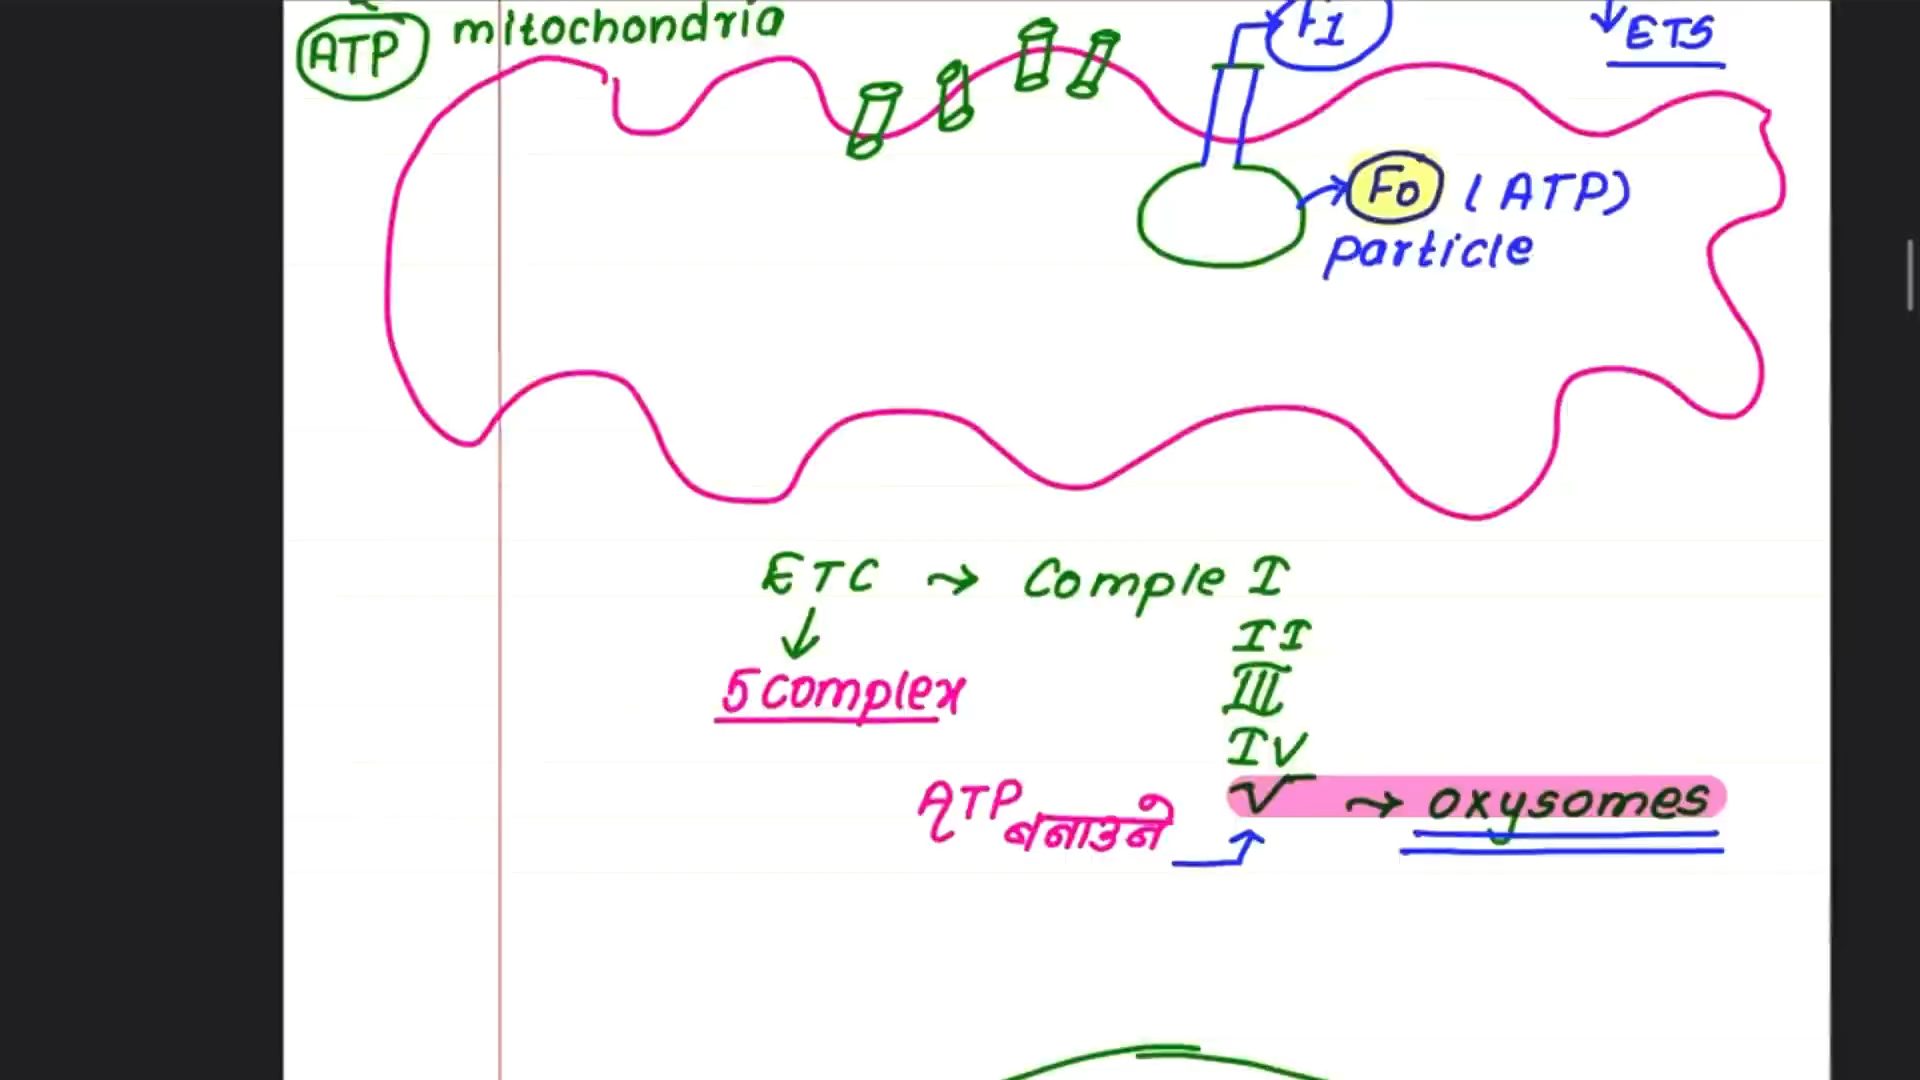 mitochondria
ATP
F1
ETS
Fo (ATP)
particle
ETC → Comple I
II
5 complex
III
IV
ATP बनाउने V → oxysomes